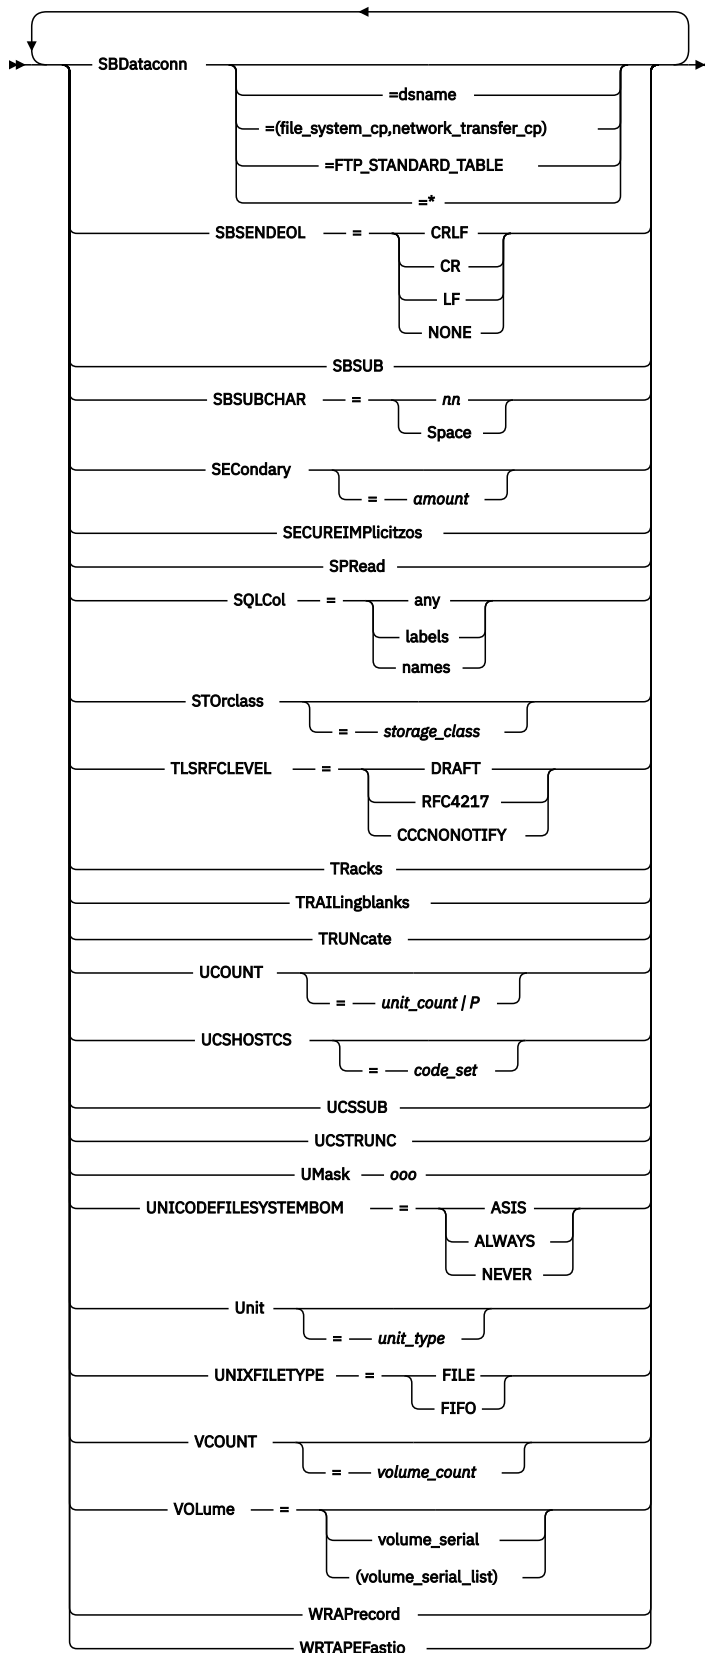 SBDataconn
=dsname
=(file_system_cp,network_transfer_cp)
=FTP_STANDARD_TABLE
=*
SBSENDEOL = CRLF
CR
LF
NONE
SBSUB
SBSUBCHAR = nn
Space
SECondary
= amount
SECUREIMPlicitzos
SPRead
SQLCol = any
labels
names
STOrclass
= storage_class
TLSRFCLEVEL = DRAFT
RFC4217
CCCNONOTIFY
TRacks
TRAILingblanks
TRUNcate
UCOUNT
= unit_count | P
UCSHOSTCS
= code_set
UCSSUB
UCSTRUNC
UMask ooo
UNICODEFILESYSTEMBOM = ASIS
ALWAYS
NEVER
Unit
= unit_type
UNIXFILETYPE = FILE
FIFO
VCOUNT
= volume_count
VOLume =
volume_serial
(volume_serial_list)
WRAPrecord
WRTAPEFastio